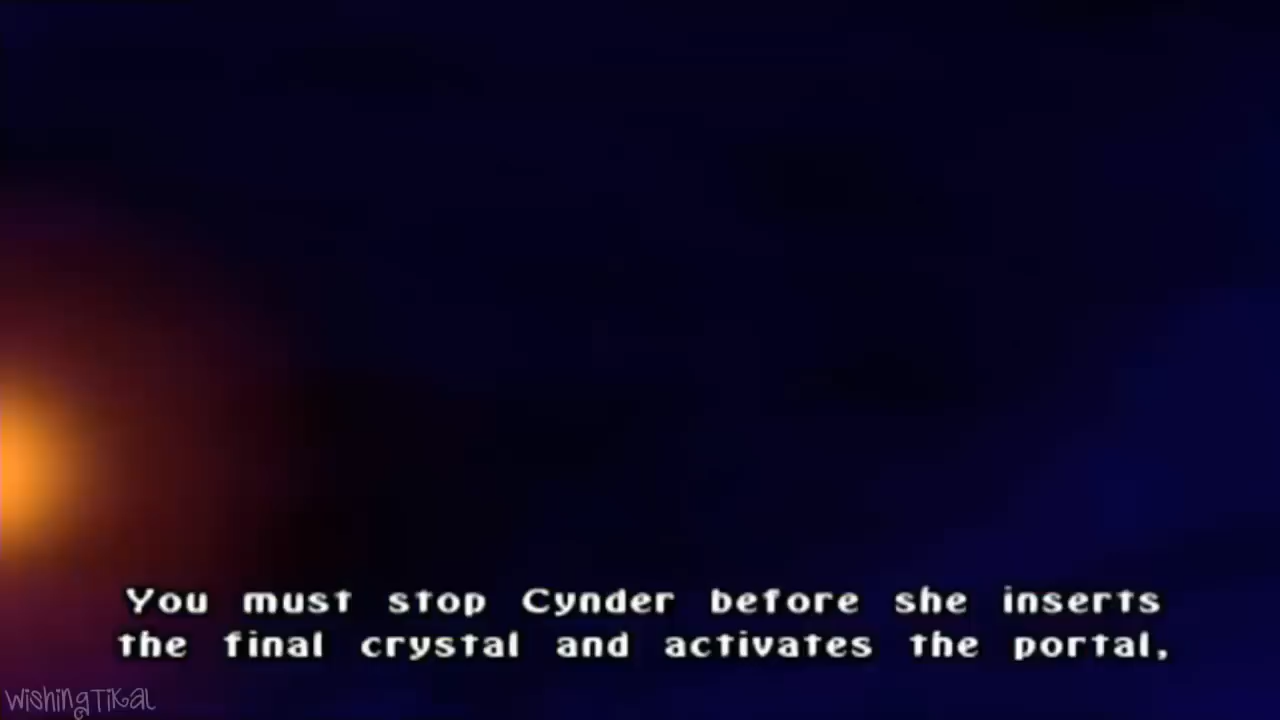 You must stop Cynder before she inserts
the final crystal and activates the portal,
WishingTikal